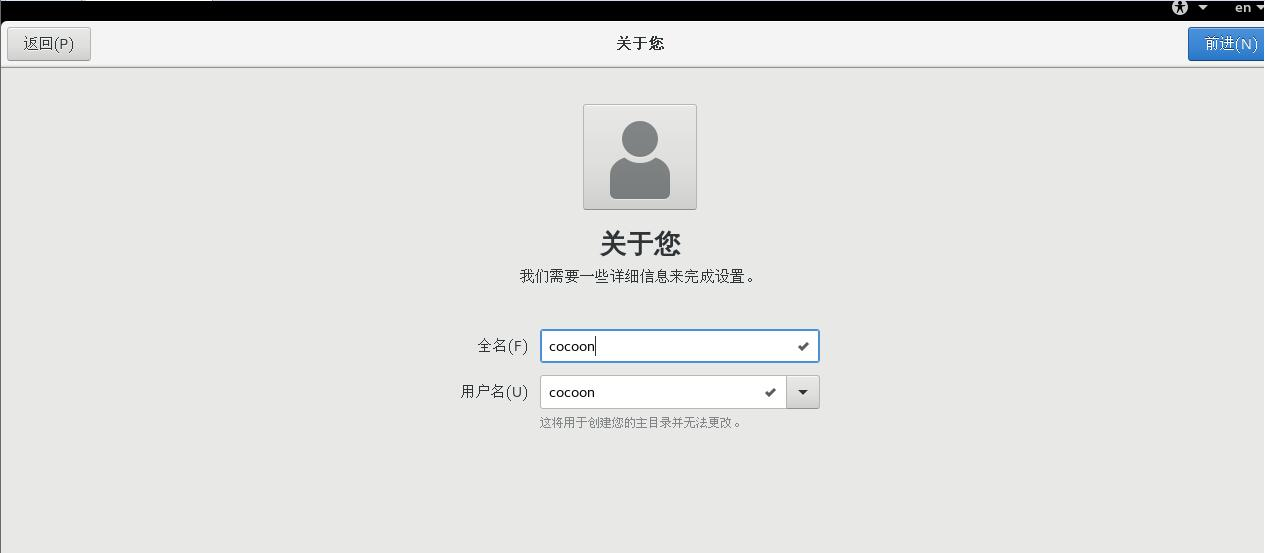 en
返回(P)
关于您
前进(N)
关于您
我们需要一些详细信息来完成设置。
全名(F)
cocoon
用户名(U)
cocoon
这将用于创建您的主目录并无法更改。